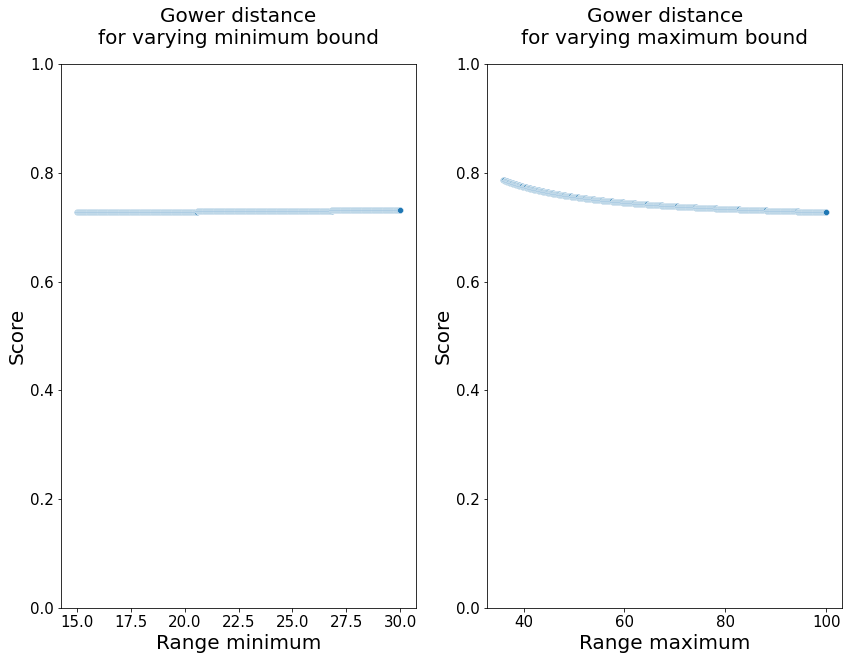 Gower distance
for varying minimum bound
1.0
0.8
0.6
0.4
0.2
0.0
Score
15.0 17.5 20.0 22.5 25.0 27.5 30.0
Range minimum
Gower distance
for varying maximum bound
1.0
0.8
0.6
0.4
0.2
0.0
Score
40 60 80 100
Range maximum